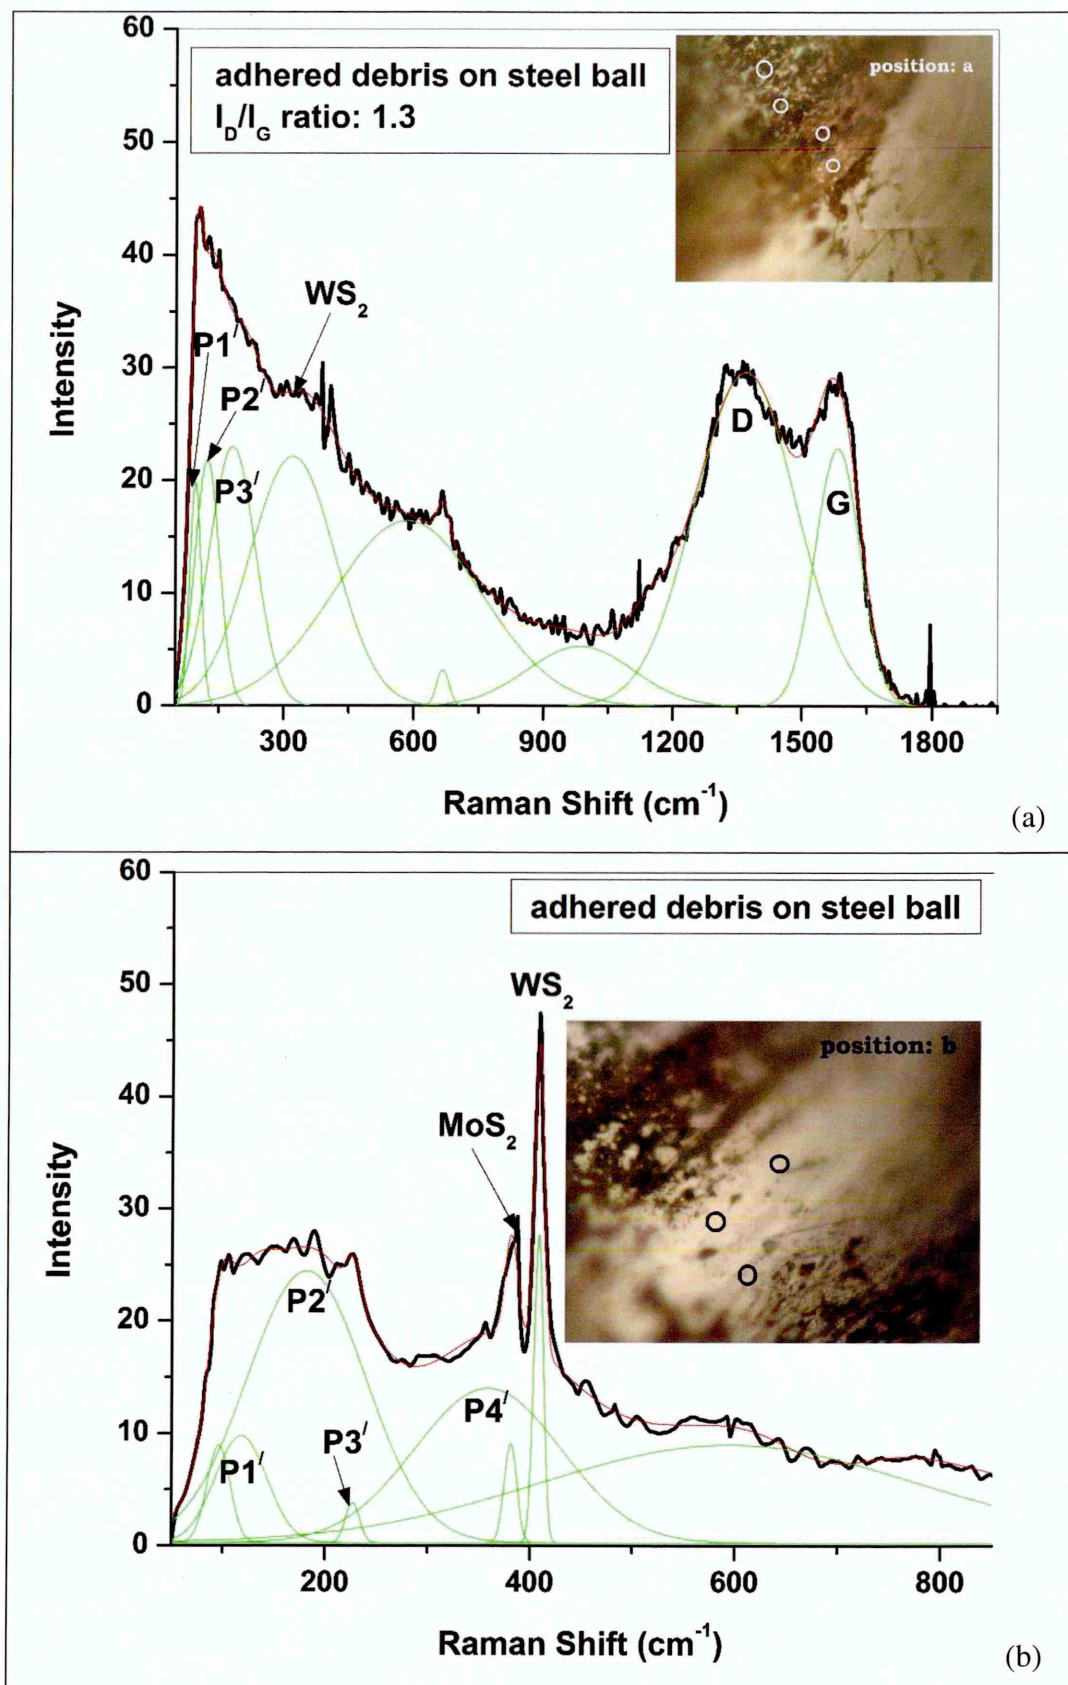 60
50
40
30
20
10
0
Intensity
adhered debris on steel ball
I_D/I_G ratio: 1.3
position: a
WS₂
P1′
P2′
P3′
D
G
300 600 900 1200 1500 1800
Raman Shift (cm⁻¹)
(a)
60
50
40
30
20
10
0
Intensity
adhered debris on steel ball
WS₂
position: b
MoS₂
P2′
P4′
P3′
P1′
200 400 600 800
Raman Shift (cm⁻¹)
(b)